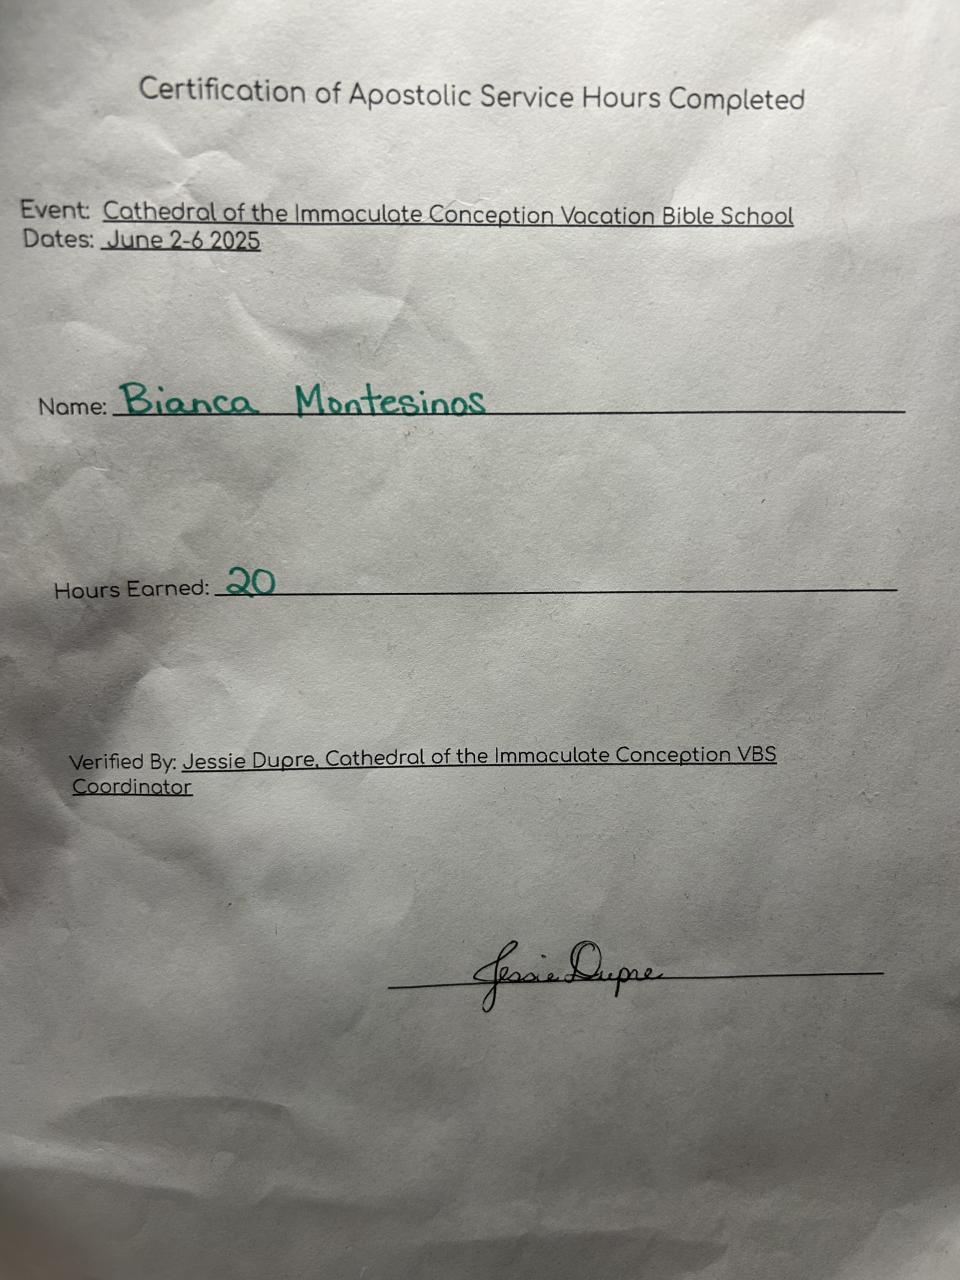 Certification of Apostolic Service Hours Completed
Event: Cathedral of the Immaculate Conception Vacation Bible School
Dates: June 2-6 2025
Name: Bianca Montesinos
Hours Earned: 20
Verified By: Jessie Dupre, Cathedral of the Immaculate Conception VBS
Coordinator
Jessie Dupre